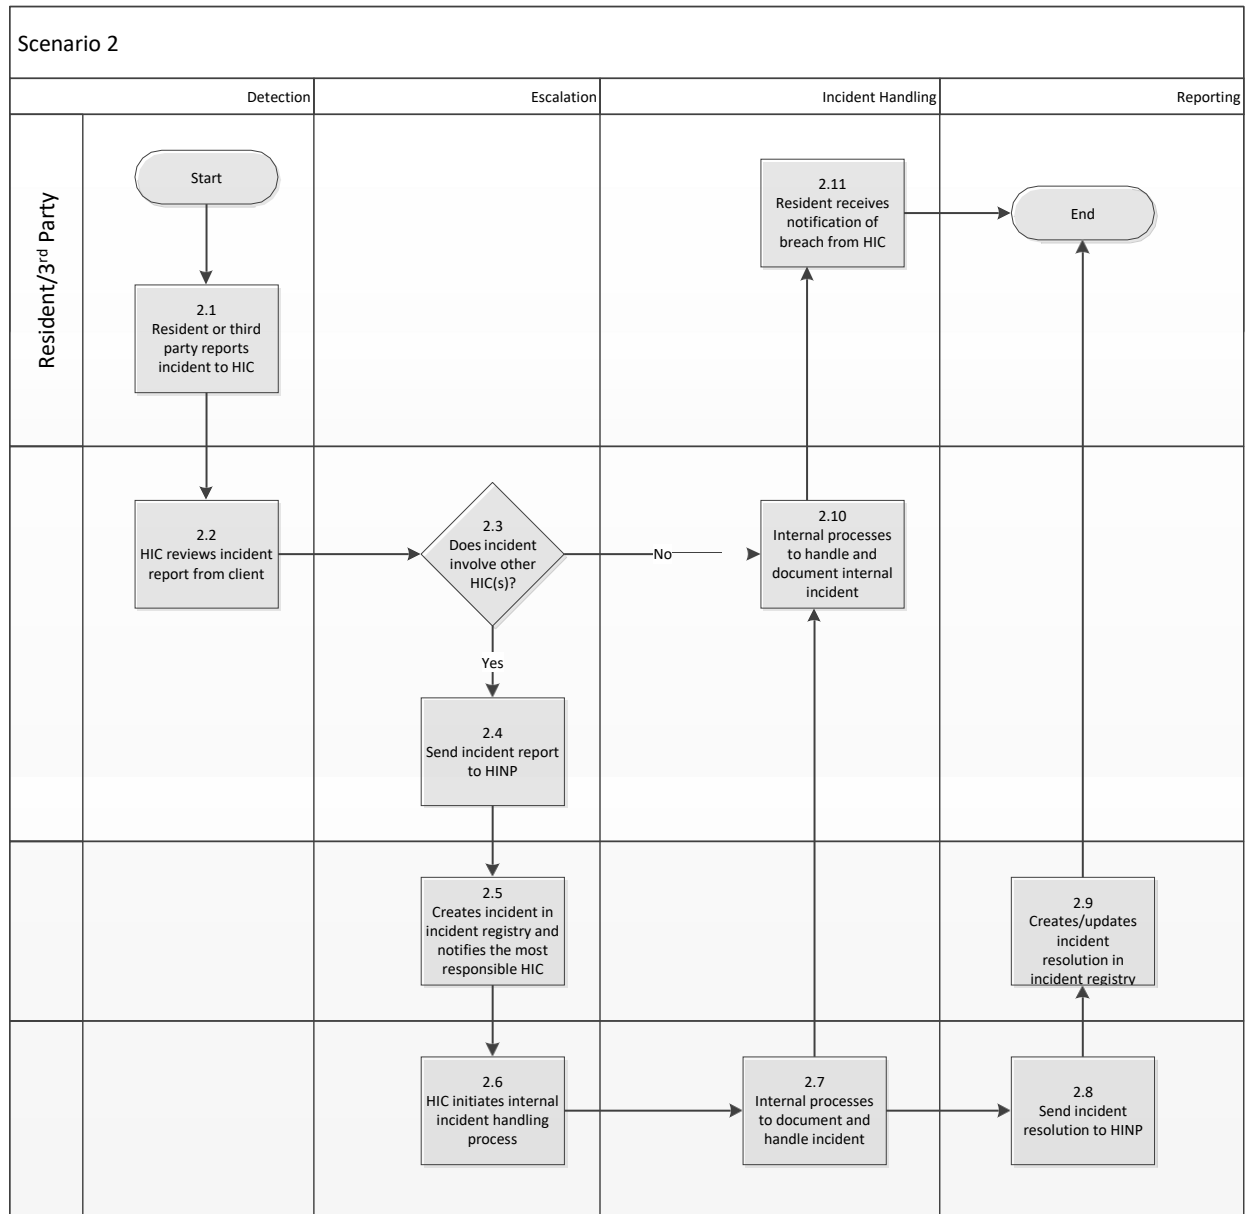 Scenario 2
Detection
Escalation
Incident Handling
Reporting
Resident/3rd Party
Start
2.11
Resident receives
notification of
breach from HIC
End
2.1
Resident or third
party reports
incident to HIC
2.2
HIC reviews incident
report from client
2.3
Does incident
involve other
HIC(s)?
No
2.10
Internal processes
to handle and
document internal
incident
Yes
2.4
Send incident report
to HINP
2.5
Creates incident in
incident registry and
notifies the most
responsible HIC
2.9
Creates/updates
incident
resolution in
incident registry
2.6
HIC initiates internal
incident handling
process
2.7
Internal processes
to document and
handle incident
2.8
Send incident
resolution to HINP